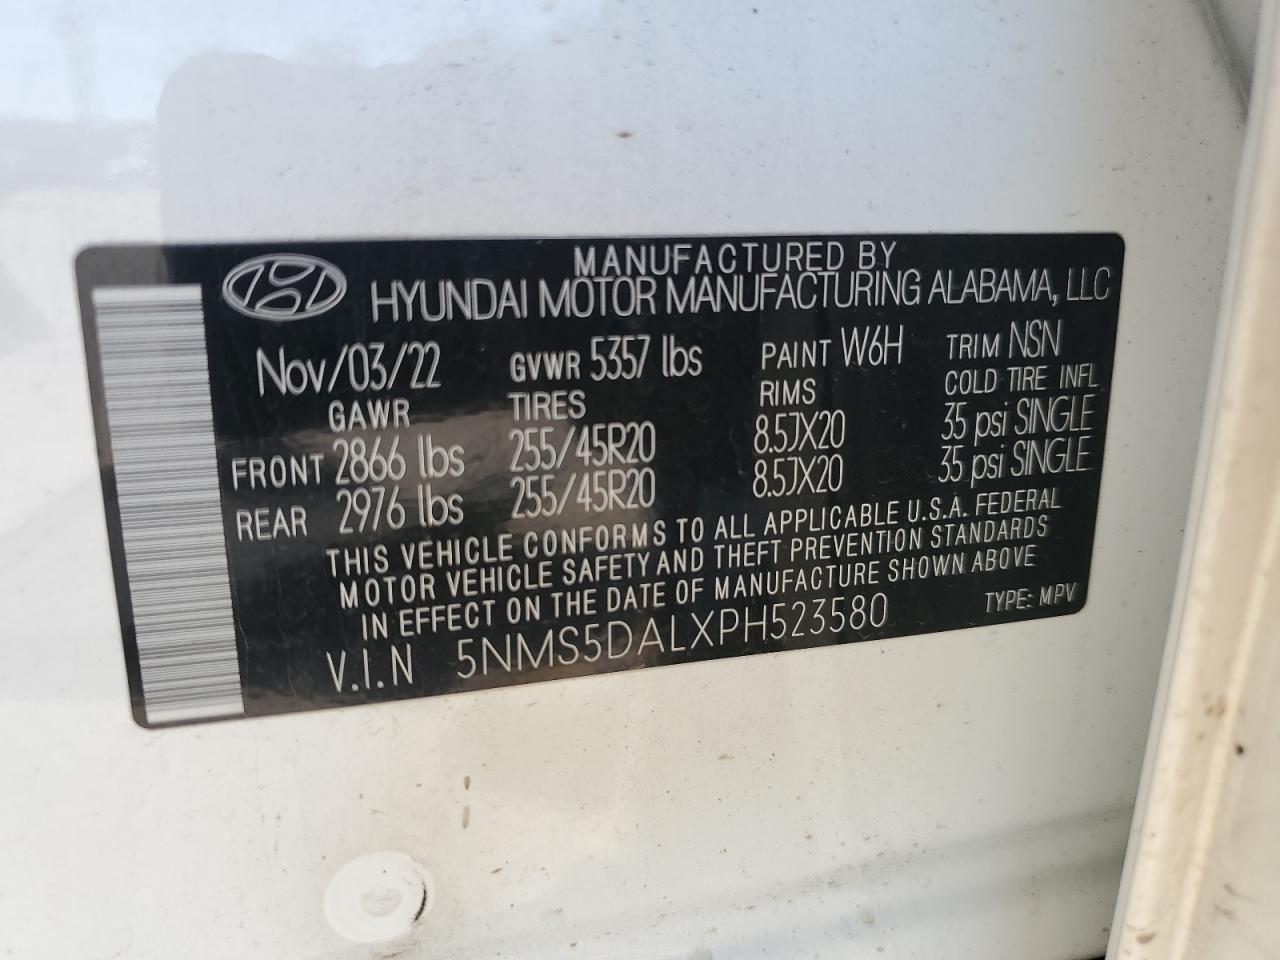 MANUFACTURED BY
HYUNDAI MOTOR MANUFACTURING ALABAMA, LLC
Nov/03/22 GVWR 5357 lbs PAINT W6H TRIM NSN
GAWR TIRES RIMS COLD TIRE INFL
FRONT 2866 lbs 255/45R20 8.5JX20 35 psi SINGLE
REAR 2976 lbs 255/45R20 8.5JX20 35 psi SINGLE
THIS VEHICLE CONFORMS TO ALL APPLICABLE U.S.A. FEDERAL
MOTOR VEHICLE SAFETY AND THEFT PREVENTION STANDARDS
IN EFFECT ON THE DATE OF MANUFACTURE SHOWN ABOVE
V.I.N 5NMS5DALXPH523580 TYPE: MPV